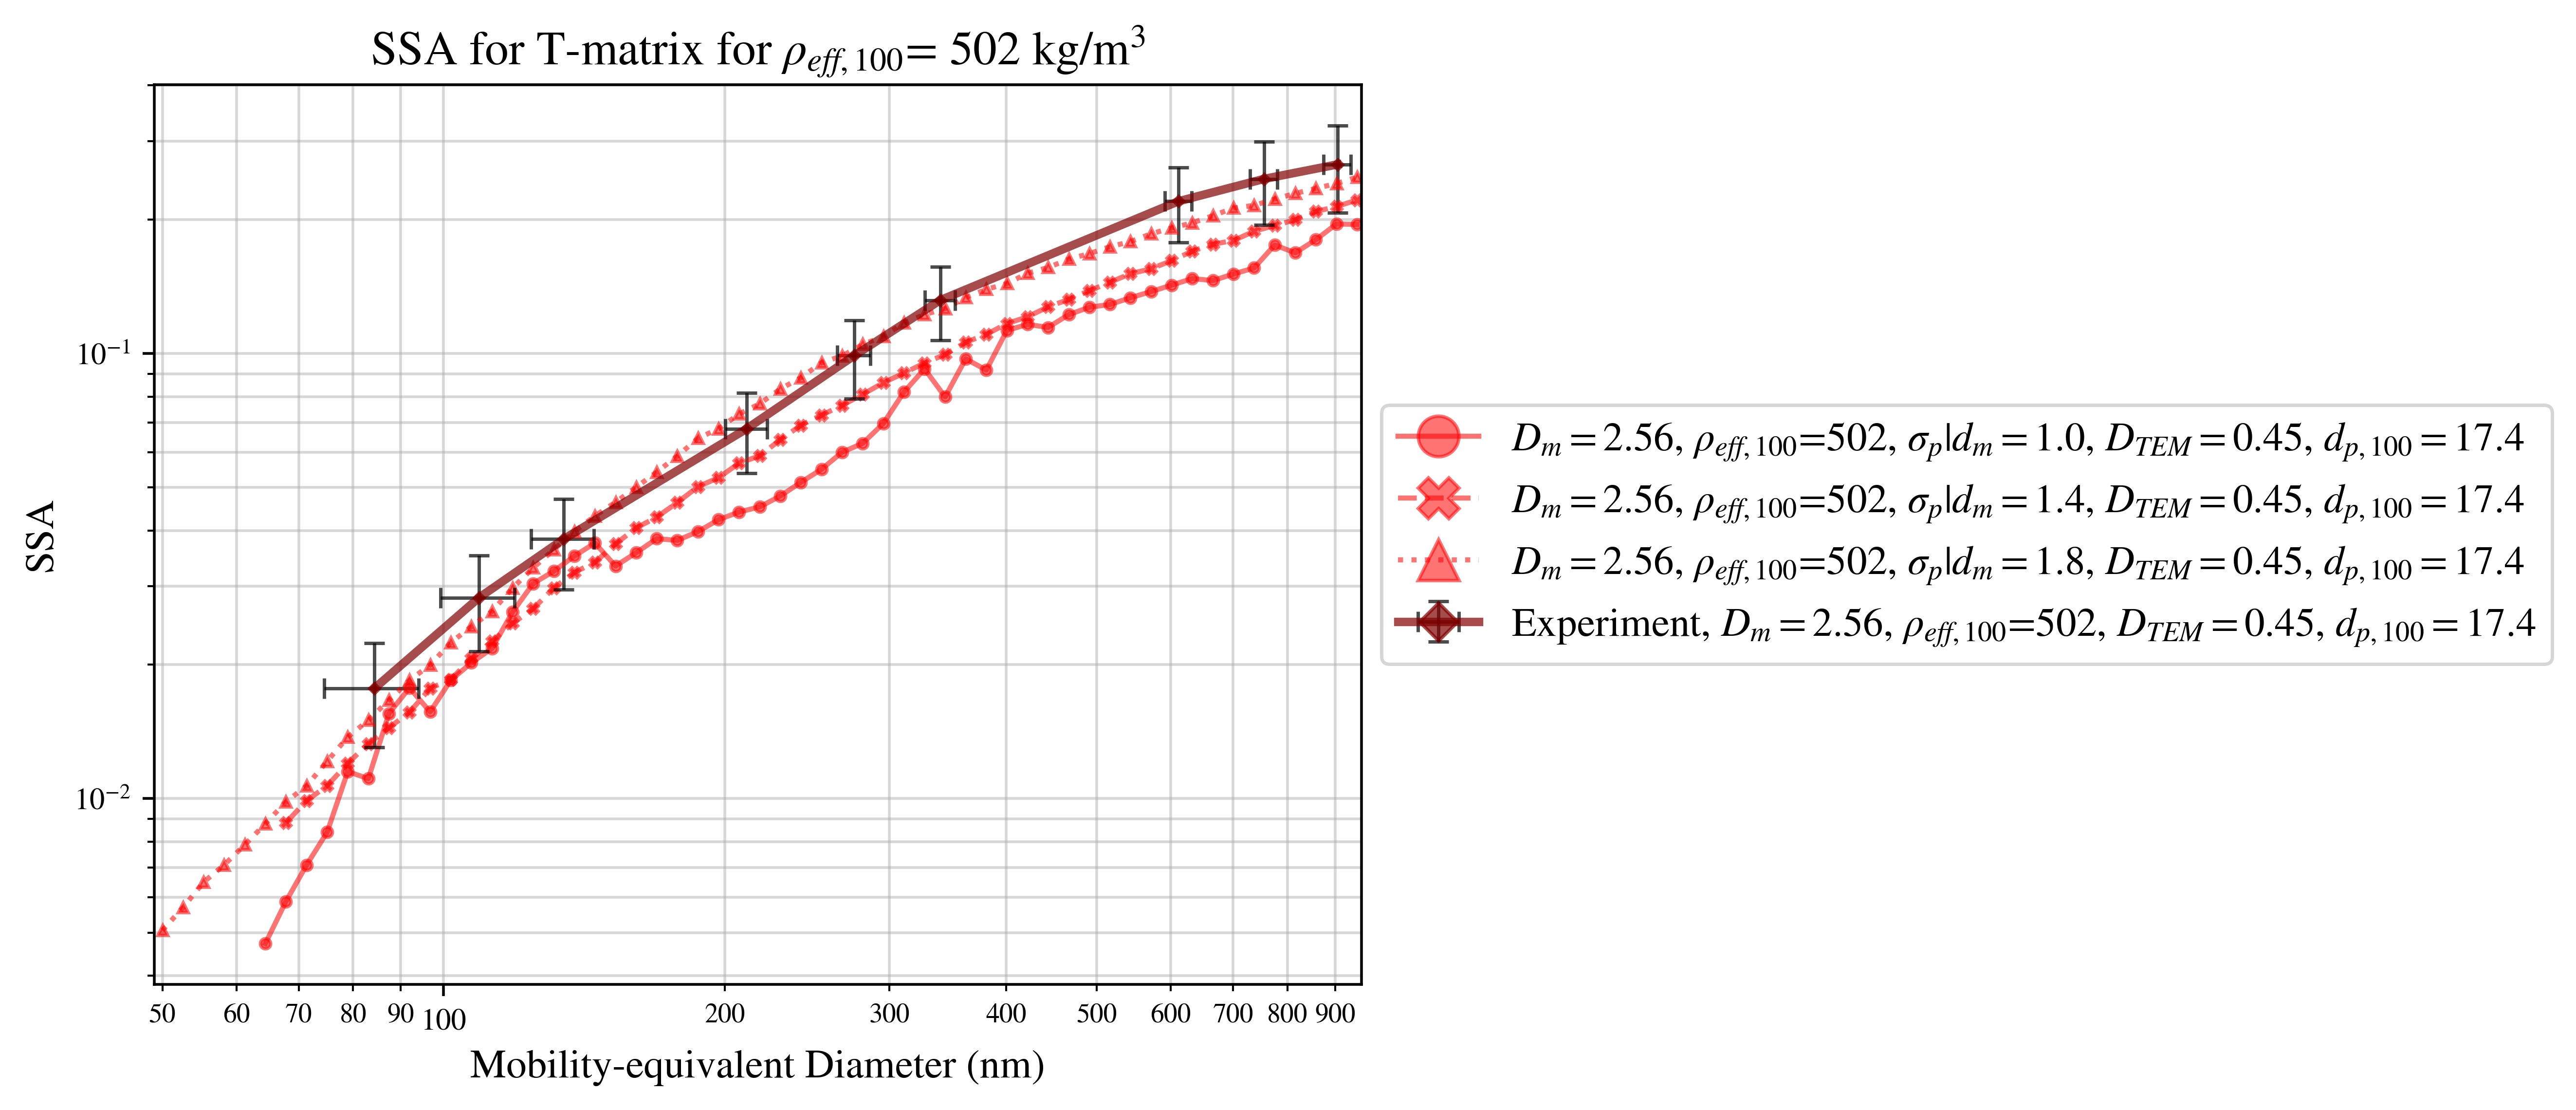 SSA for T-matrix for ρeff, 100= 502 kg/m³
SSA
10⁻¹
10⁻²
50 60 70 80 90 100 200 300 400 500 600 700 800 900
Mobility-equivalent Diameter (nm)
Dm = 2.56, ρeff, 100=502, σp|dm = 1.0, DTEM = 0.45, dp, 100 = 17.4
Dm = 2.56, ρeff, 100=502, σp|dm = 1.4, DTEM = 0.45, dp, 100 = 17.4
Dm = 2.56, ρeff, 100=502, σp|dm = 1.8, DTEM = 0.45, dp, 100 = 17.4
Experiment, Dm = 2.56, ρeff, 100=502, DTEM = 0.45, dp, 100 = 17.4